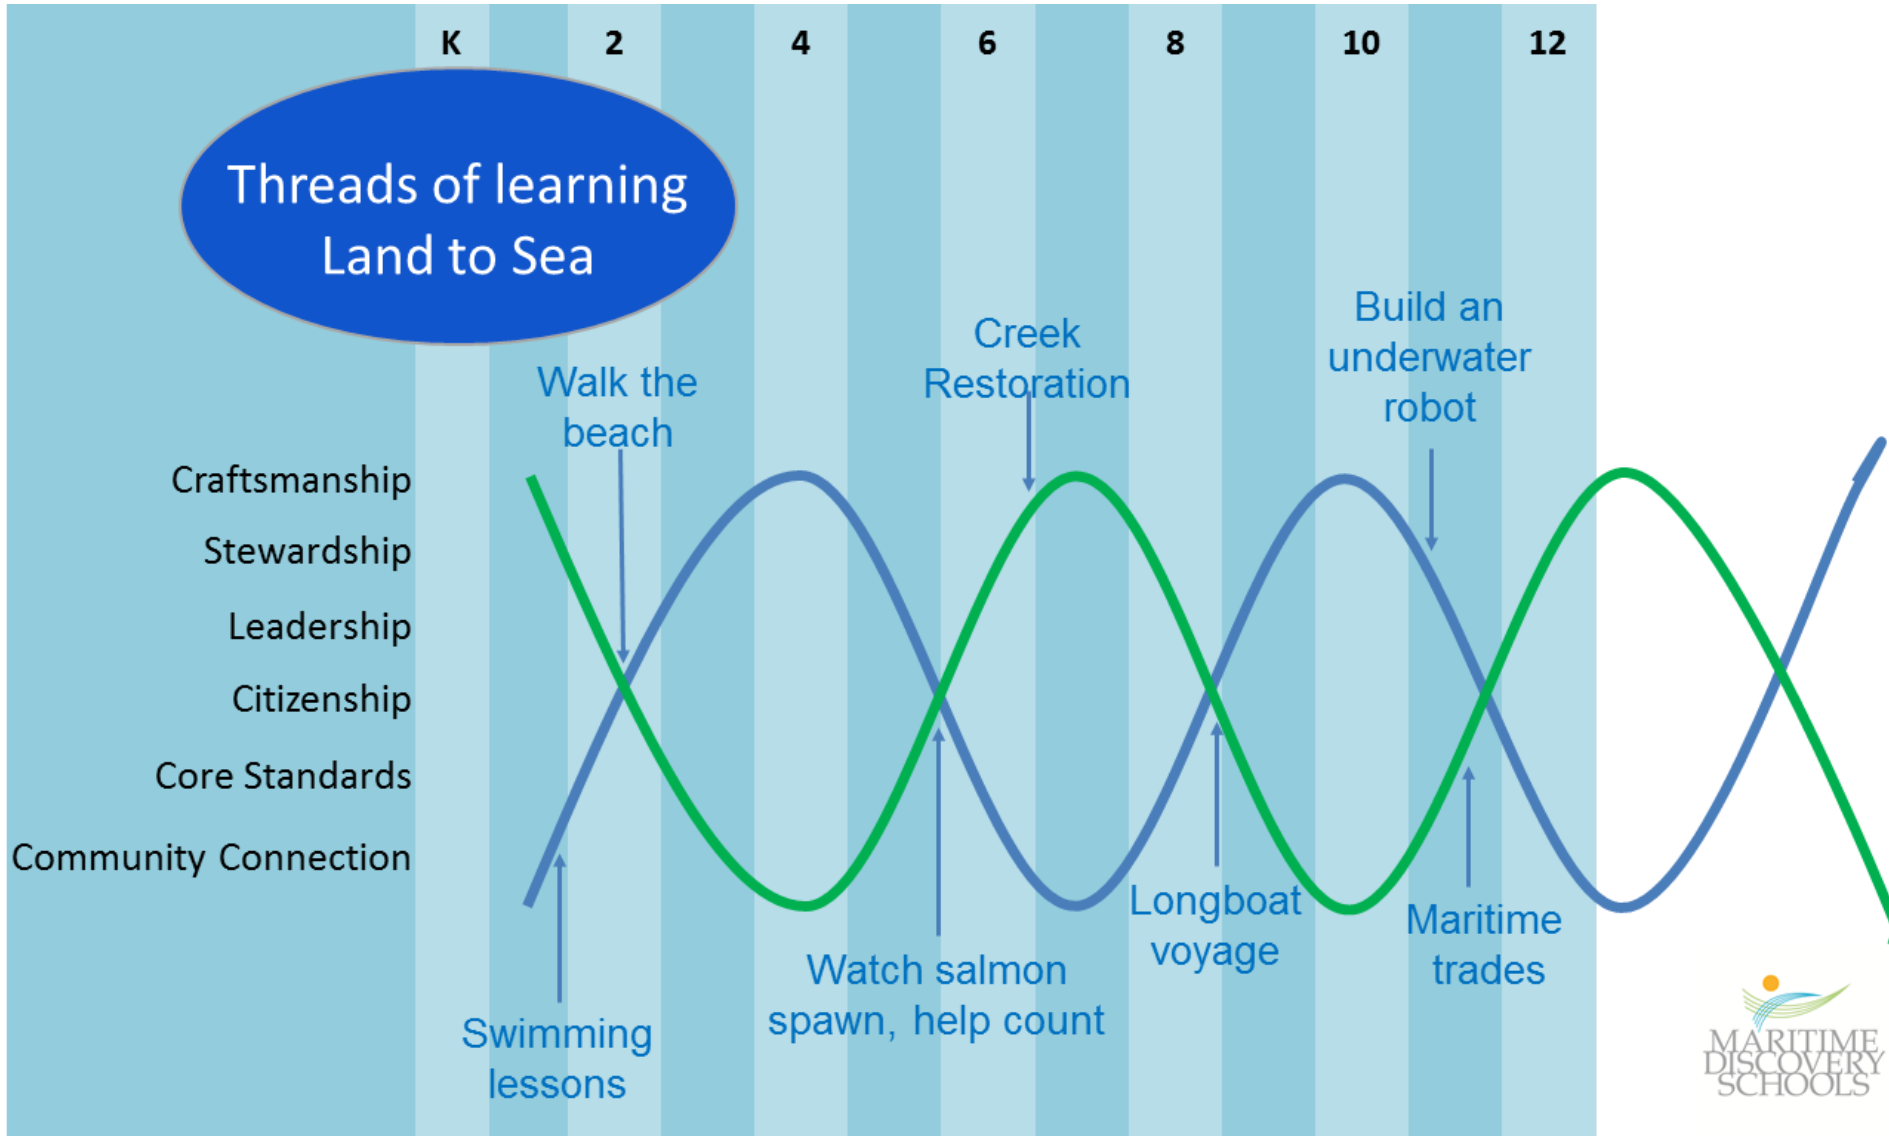 K 2 4 6 8 10 12
Threads of learning
Land to Sea
Walk the
beach
Creek
Restoration
Build an
underwater
robot
Craftsmanship
Stewardship
Leadership
Citizenship
Core Standards
Community Connection
Swimming
lessons
Watch salmon
spawn, help count
Longboat
voyage
Maritime
trades
MARITIME
DISCOVERY
SCHOOLS